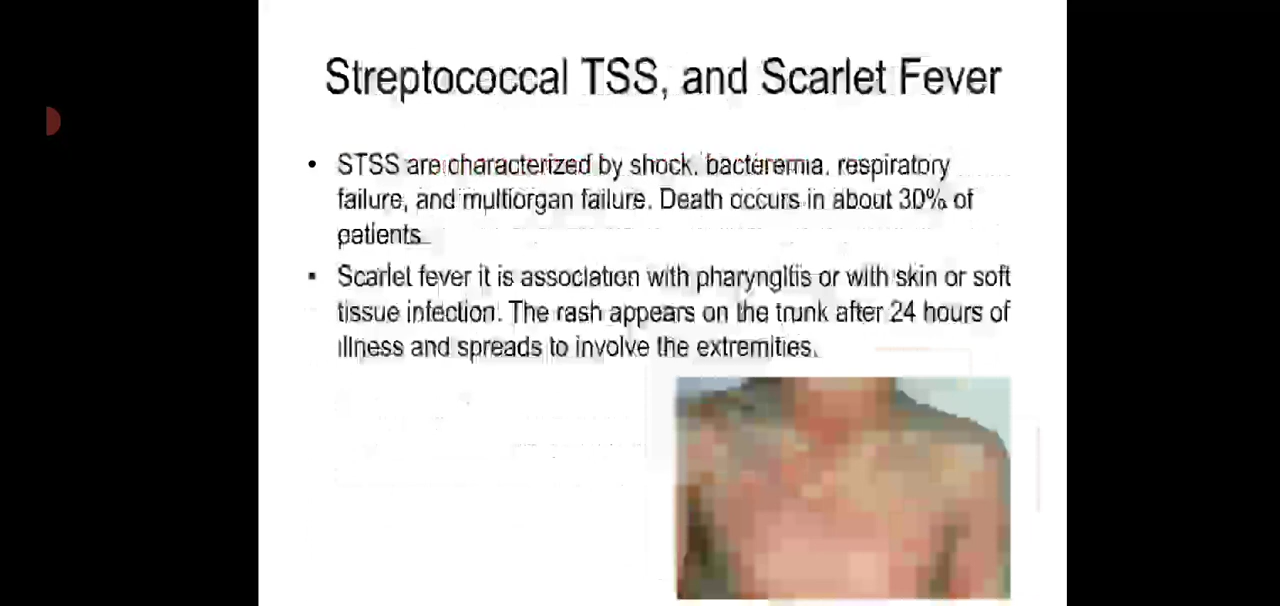 Streptococcal TSS, and Scarlet Fever
• STSS are characterized by shock, bacteremia, respiratory
failure, and multiorgan failure. Death occurs in about 30% of
patients.
• Scarlet fever it is association with pharyngitis or with skin or soft
tissue infection. The rash appears on the trunk after 24 hours of
illness and spreads to involve the extremities.